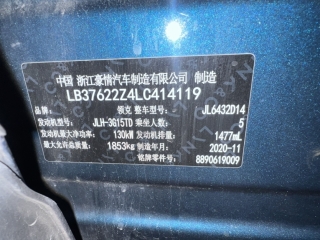 中国 浙江豪情汽车制造有限公司 制造
LB37622Z4LC414119
品牌 领克 整车型号 JL6432D14
发动机型号 JLH-3G15TD 乘坐人数 5
发动机最大净功率 130kW 发动机排量 1477mL
最大允许总质量 1853kg 制造年月 2020-11
铭牌零件号 8890619009